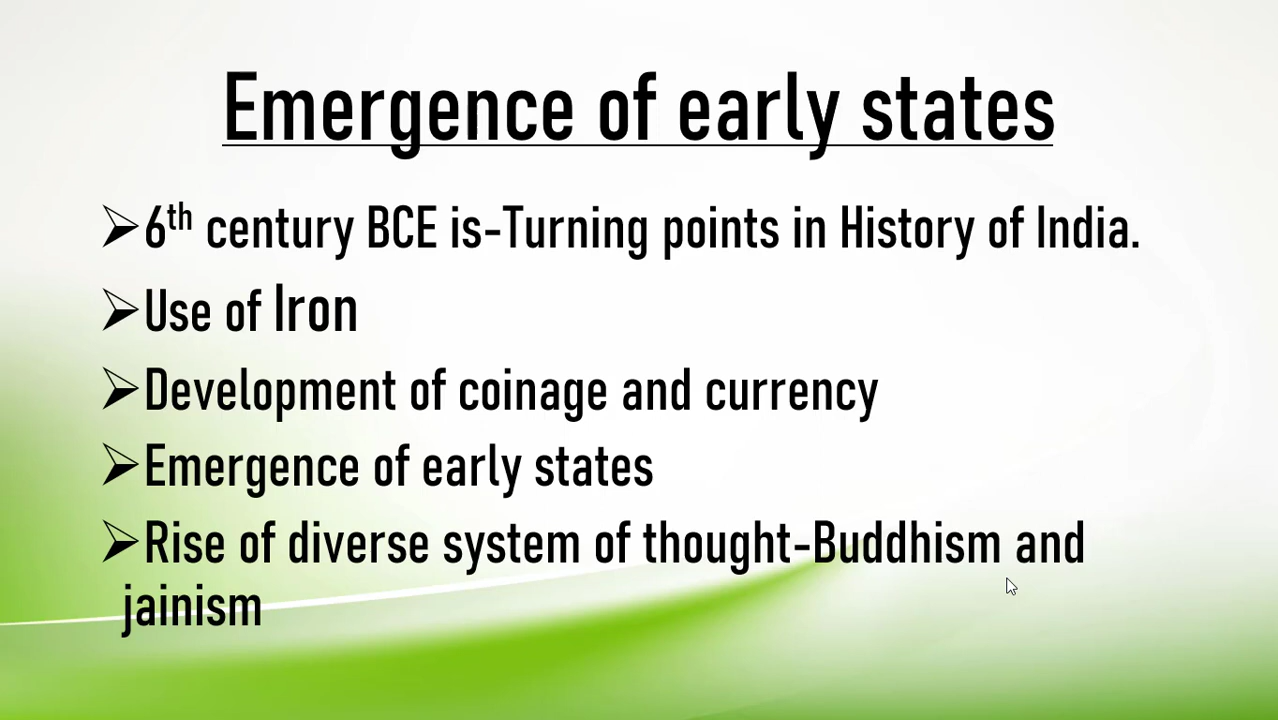 Emergence of early states
➢6th century BCE is-Turning points in History of India.
➢Use of Iron
➢Development of coinage and currency
➢Emergence of early states
➢Rise of diverse system of thought-Buddhism and
jainism